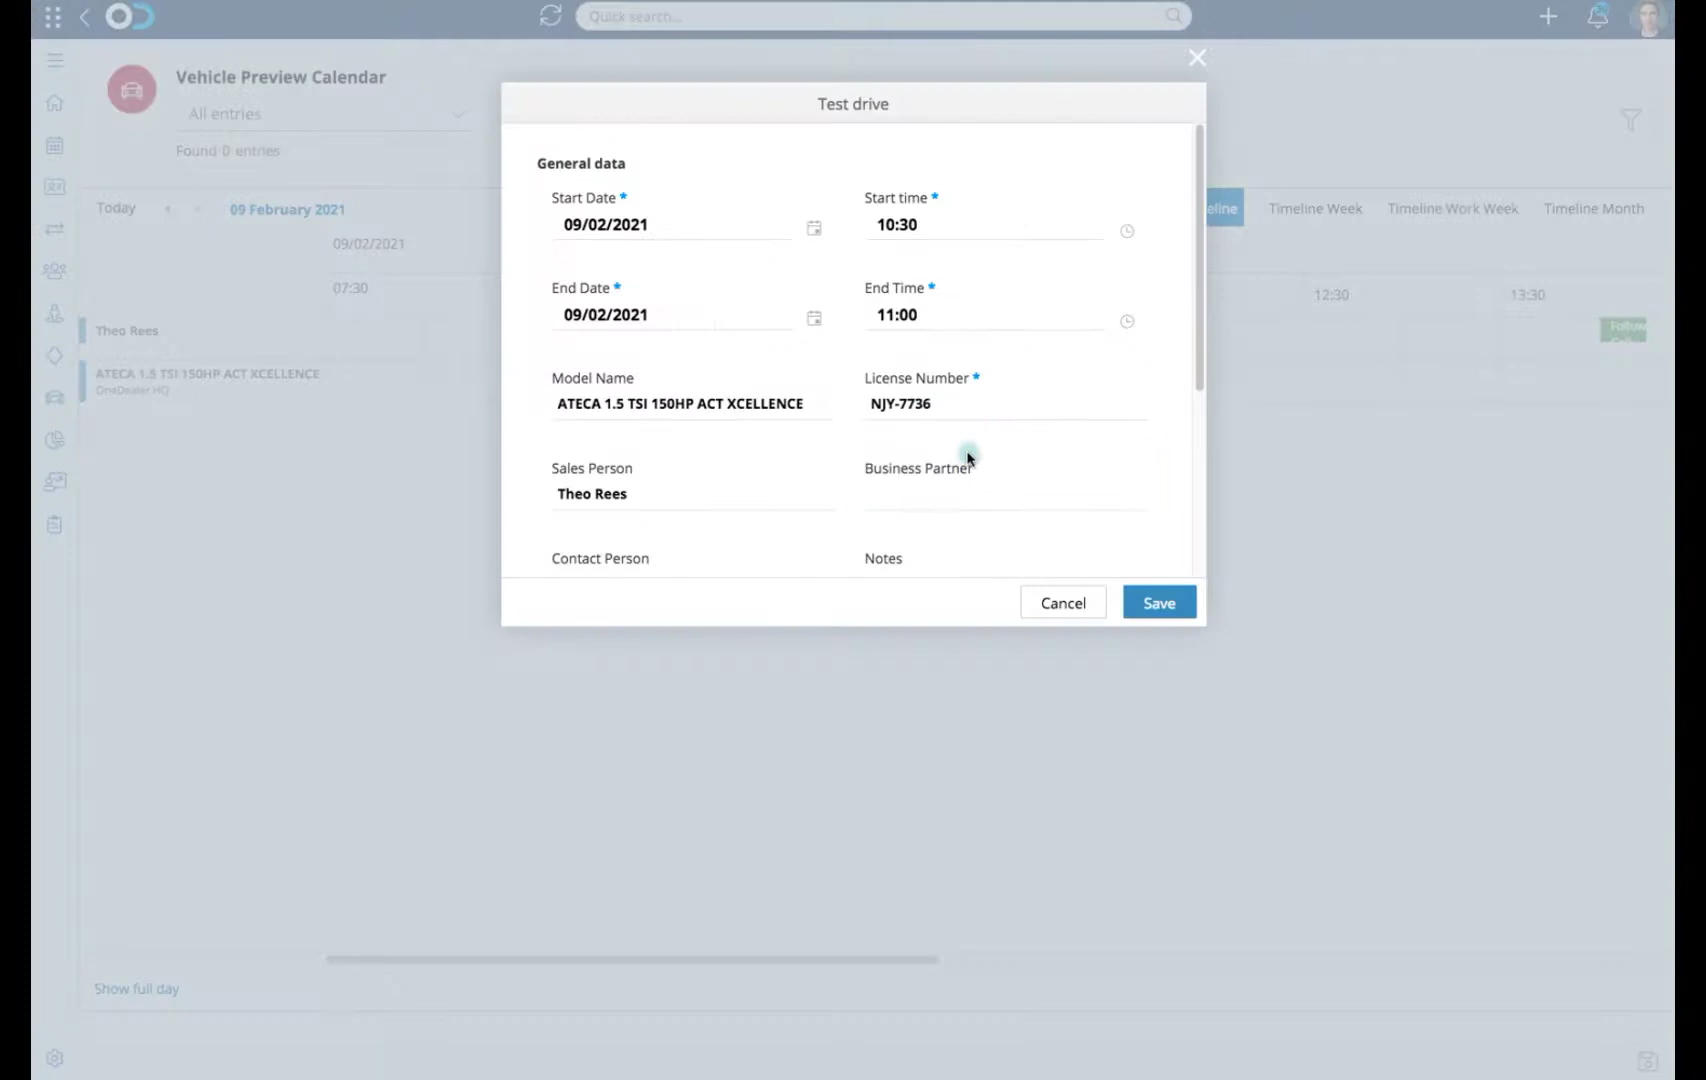 Quick search...
Vehicle Preview Calendar
All entries
Found 0 entries
Today
09 February 2021
eline
Timeline Week
Timeline Work Week
Timeline Month
09/02/2021
07:30
12:30
13:30
Theo Rees
Follow
ATECA 1.5 TSI 150HP ACT XCELLENCE
OneDealer HQ
Show full day
Test drive
General data
Start Date *
Start time *
09/02/2021
10:30
End Date *
End Time *
09/02/2021
11:00
Model Name
License Number *
ATECA 1.5 TSI 150HP ACT XCELLENCE
NJY-7736
Sales Person
Business Partner
Theo Rees
Contact Person
Notes
Cancel
Save